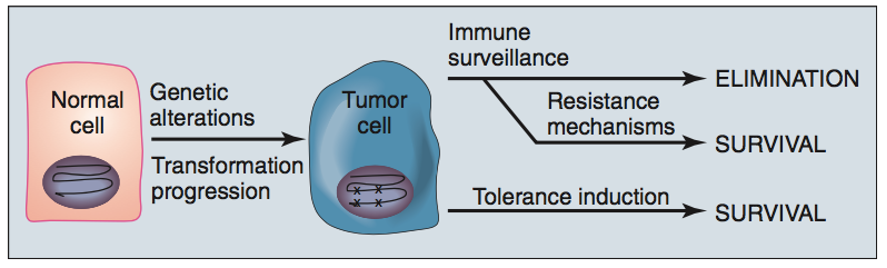 Normal
cell
Genetic
alterations
Transformation
progression
Tumor
cell
x x
x x
Immune
surveillance
ELIMINATION
Resistance
mechanisms
SURVIVAL
Tolerance induction
SURVIVAL